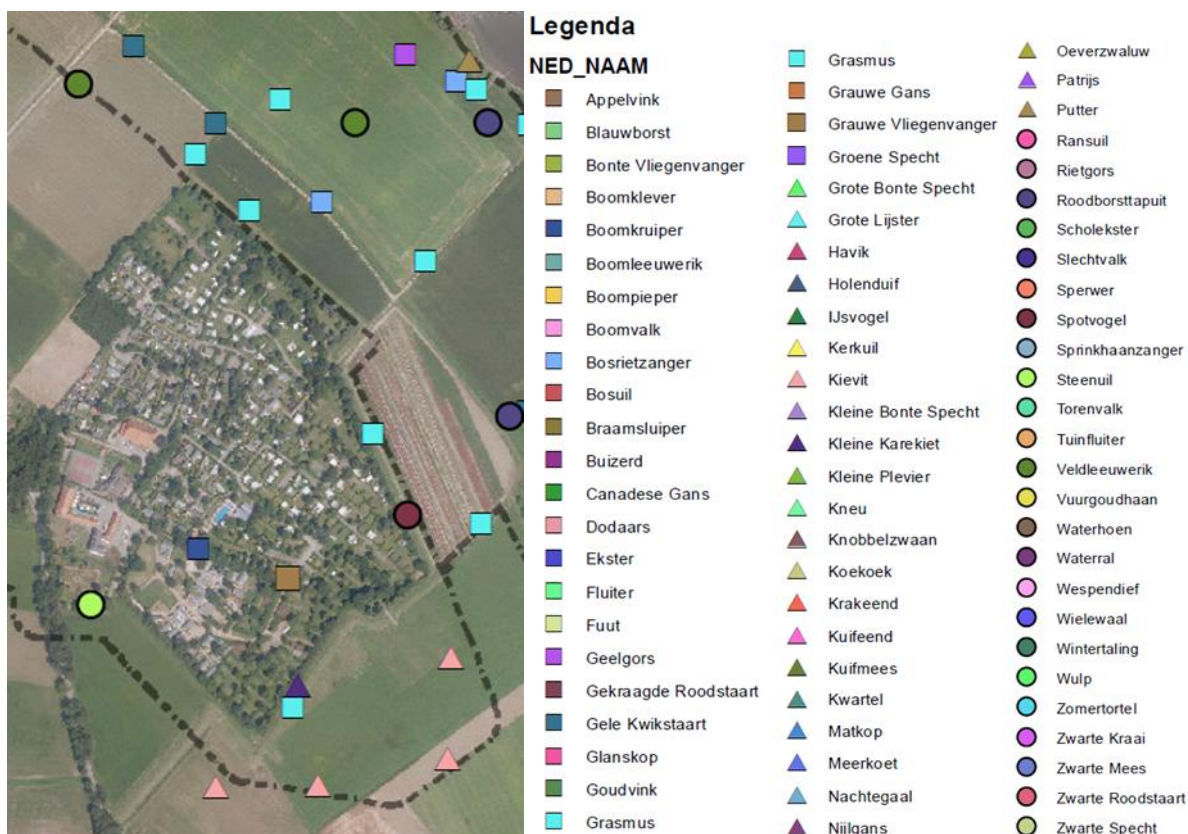 Legenda
NED_NAAM
Appelvink
Blauwborst
Bonte Vliegenvanger
Boomklever
Boomkruiper
Boomleeuwerik
Boompieper
Boomvalk
Bosrietzanger
Bosuil
Braamsluiper
Buizerd
Canadese Gans
Dodaars
Ekster
Fluiter
Fuut
Geelgors
Gekraagde Roodstaart
Gele Kwikstaart
Glanskop
Goudvink
Grasmus
Grasmus
Grauwe Gans
Grauwe Vliegenvanger
Groene Specht
Grote Bonte Specht
Grote Lijster
Havik
Holenduif
IJsvogel
Kerkuil
Kievit
Kleine Bonte Specht
Kleine Karekiet
Kleine Plevier
Kneu
Knobbelzwaan
Koekoek
Krakeend
Kuifeend
Kuifmees
Kwartel
Matkop
Meerkoet
Nachtegaal
Nijlgans
Oeverzwaluw
Patrijs
Putter
Ransuil
Rietgors
Roodborsttapuit
Scholekster
Slechtvalk
Sperwer
Spotvogel
Sprinkhaanzanger
Steenuil
Torenvalk
Tuinfluiter
Veldleeuwerik
Vuurgoudhaan
Waterhoen
Waterral
Wespendief
Wielewaal
Wintertaling
Wulp
Zomertortel
Zwarte Kraai
Zwarte Mees
Zwarte Roodstaart
Zwarte Specht